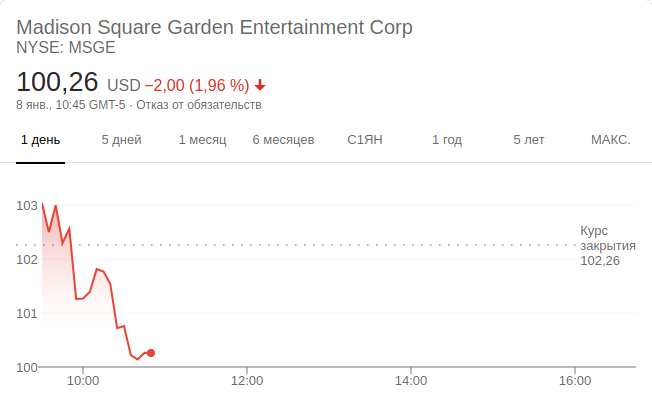 Madison Square Garden Entertainment Corp
NYSE: MSGE
100,26 USD −2,00 (1,96 %)
8 янв., 10:45 GMT-5 · Отказ от обязательств
1 день 5 дней 1 месяц 6 месяцев С1ЯН 1 год 5 лет МАКС.
103
Курс
закрытия
102,26
102
101
100
10:00 12:00 14:00 16:00